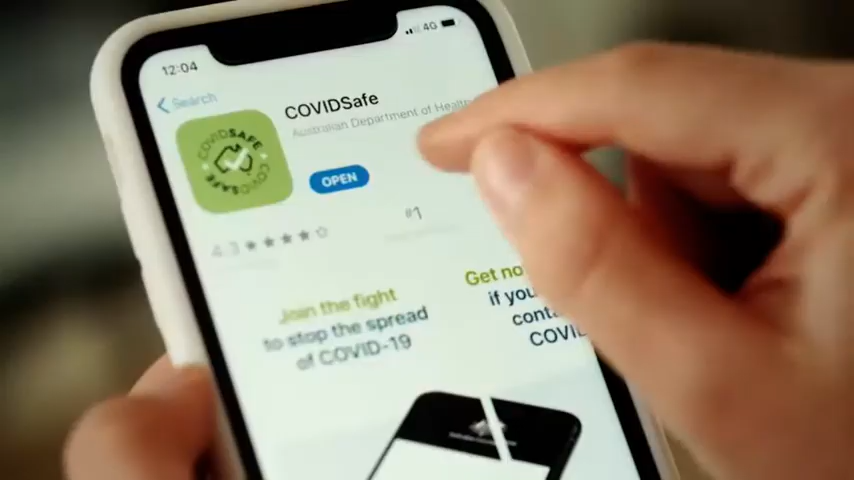 12:04
4G
Search
COVIDSafe
Australian Department of Health
COVIDSAFE
COVIDSAFE
OPEN
4.3 ★★★★☆
#1
Join the fight
to stop the spread
of COVID-19
Get no
if you
conta
COVID